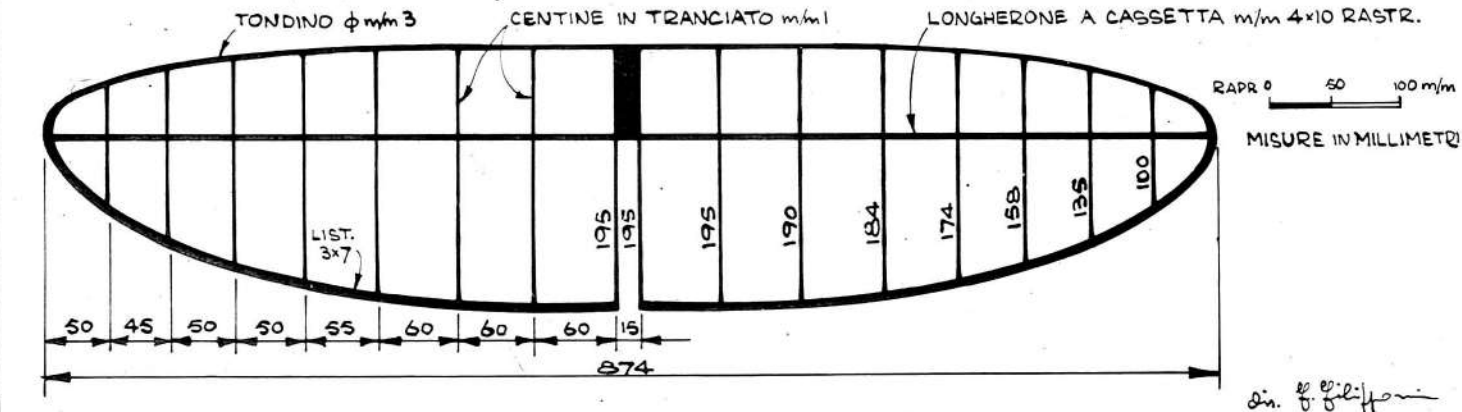 TONDINO φ m/m 3
CENTINE IN TRANCIATO m/m 1
LONGHERONE A CASSETTA m/m 4×10 RASTR.
RAPR 0 50 100 m/m
MISURE IN MILLIMETRI
LIST.
3×7
195
195
195
190
184
174
158
135
100
50 45 50 50 55 60 60 60 15
874
dis. f. filipponi